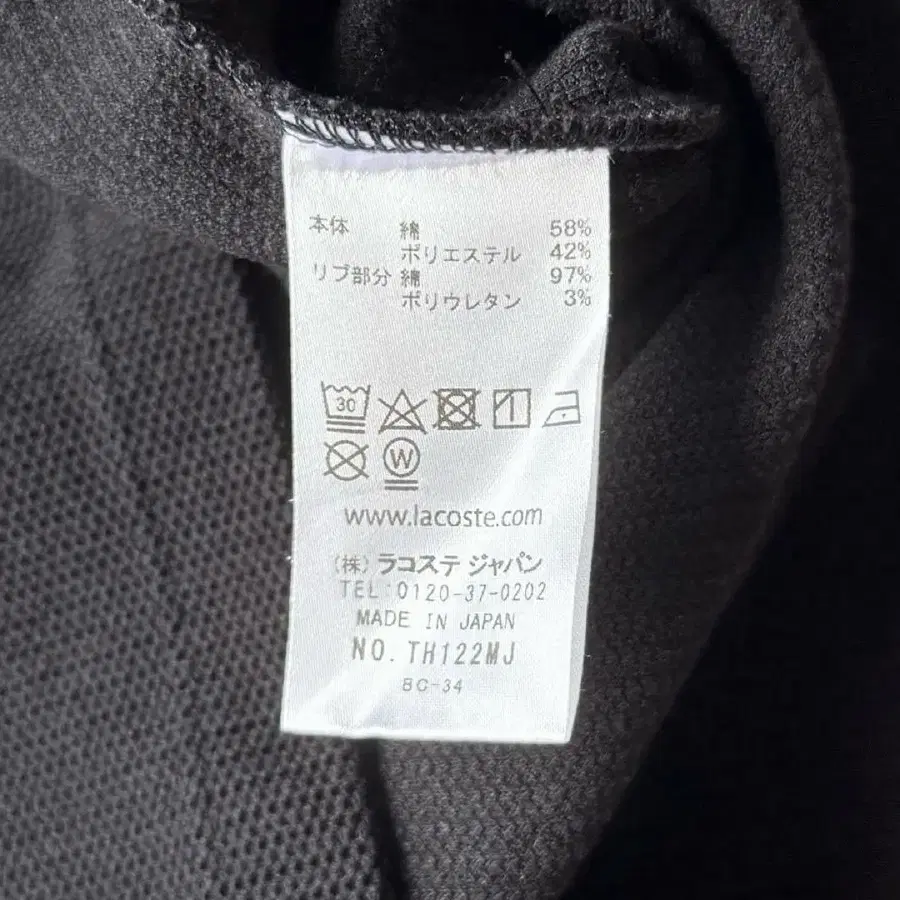 本体 綿 58%
ポリエステル 42%
リブ部分 綿 97%
ポリウレタン 3%
30
W
www.lacoste.com
(株) ラコステ ジャパン
TEL:0120-37-0202
MADE IN JAPAN
NO. TH122MJ
BC-34